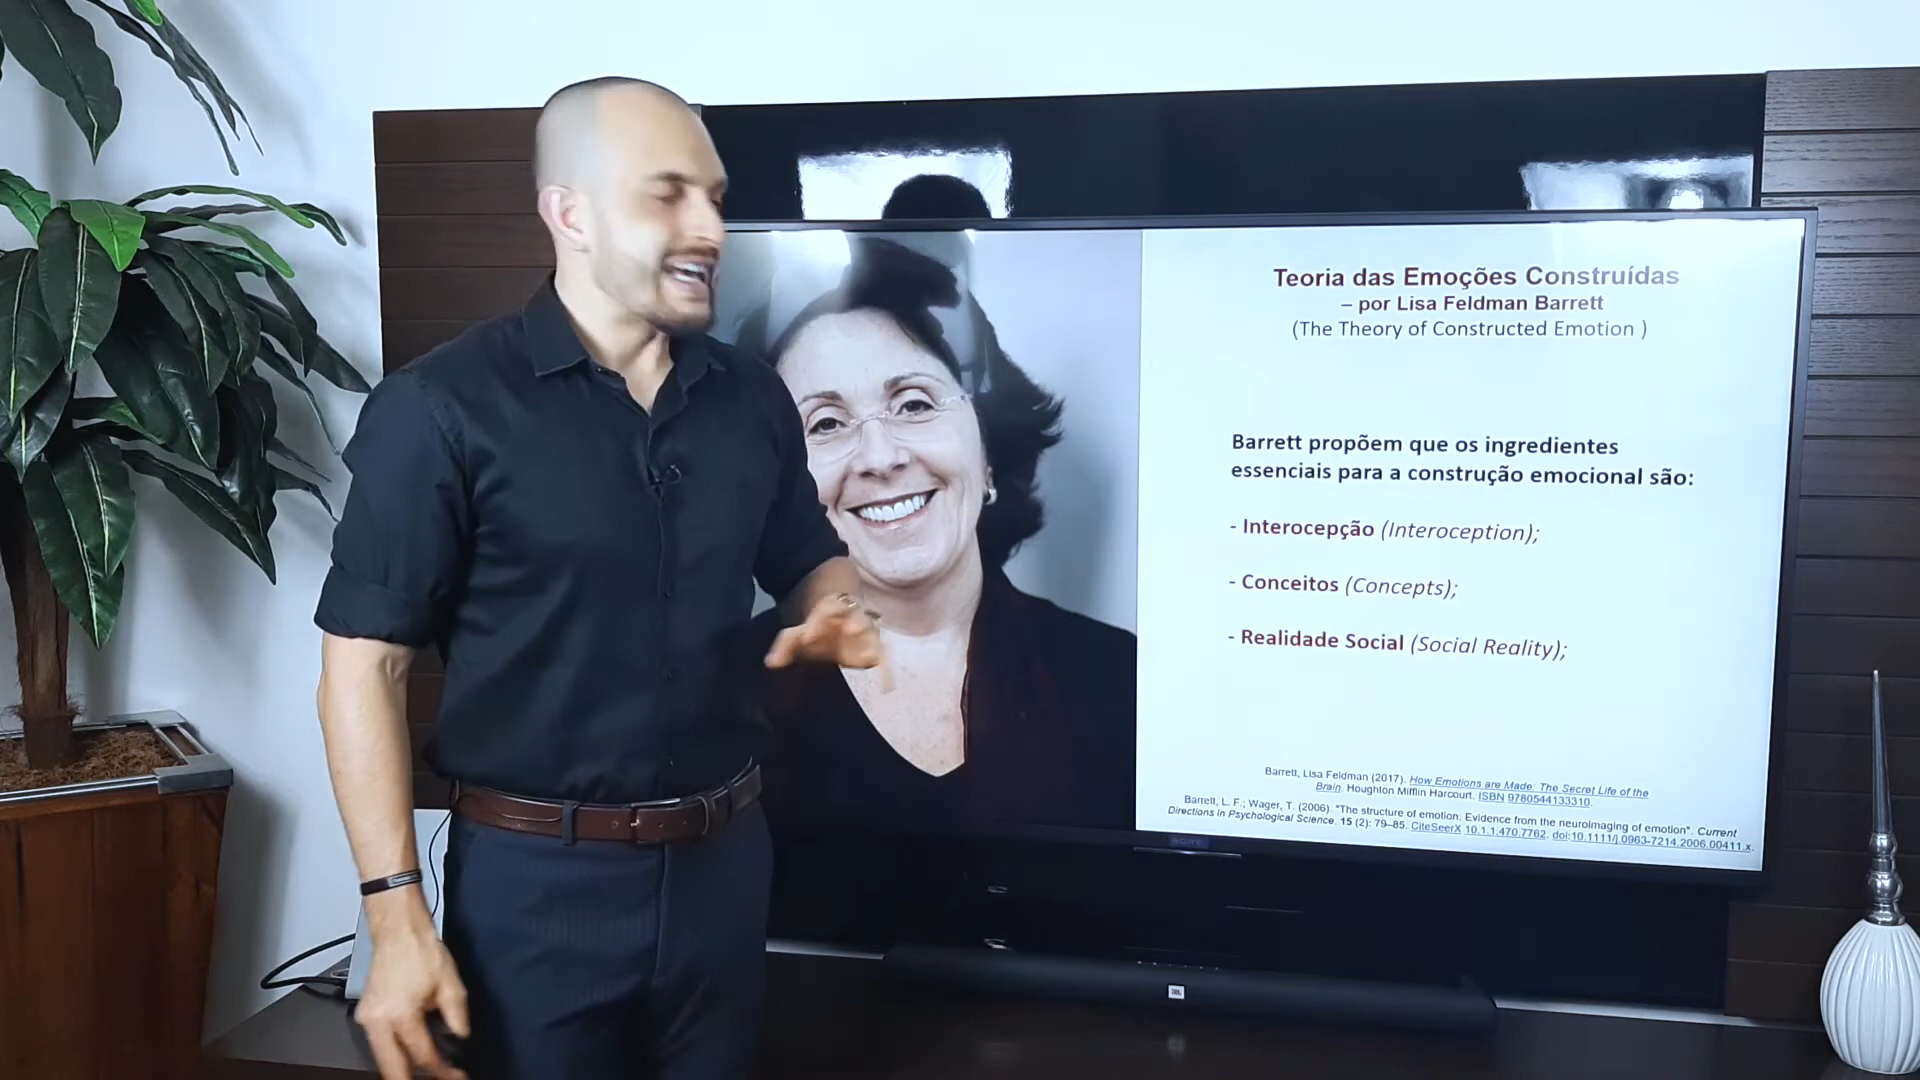 Teoria das Emoções Construídas
– por Lisa Feldman Barrett
(The Theory of Constructed Emotion )
Barrett propõem que os ingredientes
essenciais para a construção emocional são:
- Interocepção (Interoception);
- Conceitos (Concepts);
- Realidade Social (Social Reality);
Barrett, Lisa Feldman (2017). How Emotions are Made: The Secret Life of the
Brain. Houghton Mifflin Harcourt. ISBN 9780544133310.
Barrett, L. F.; Wager, T. (2006). "The structure of emotion: Evidence from the neuroimaging of emotion". Current
Directions in Psychological Science. 15 (2): 79–85. CiteSeerX 10.1.1.470.7762. doi:10.1111/j.0963-7214.2006.00411.x.
SONY
JBL